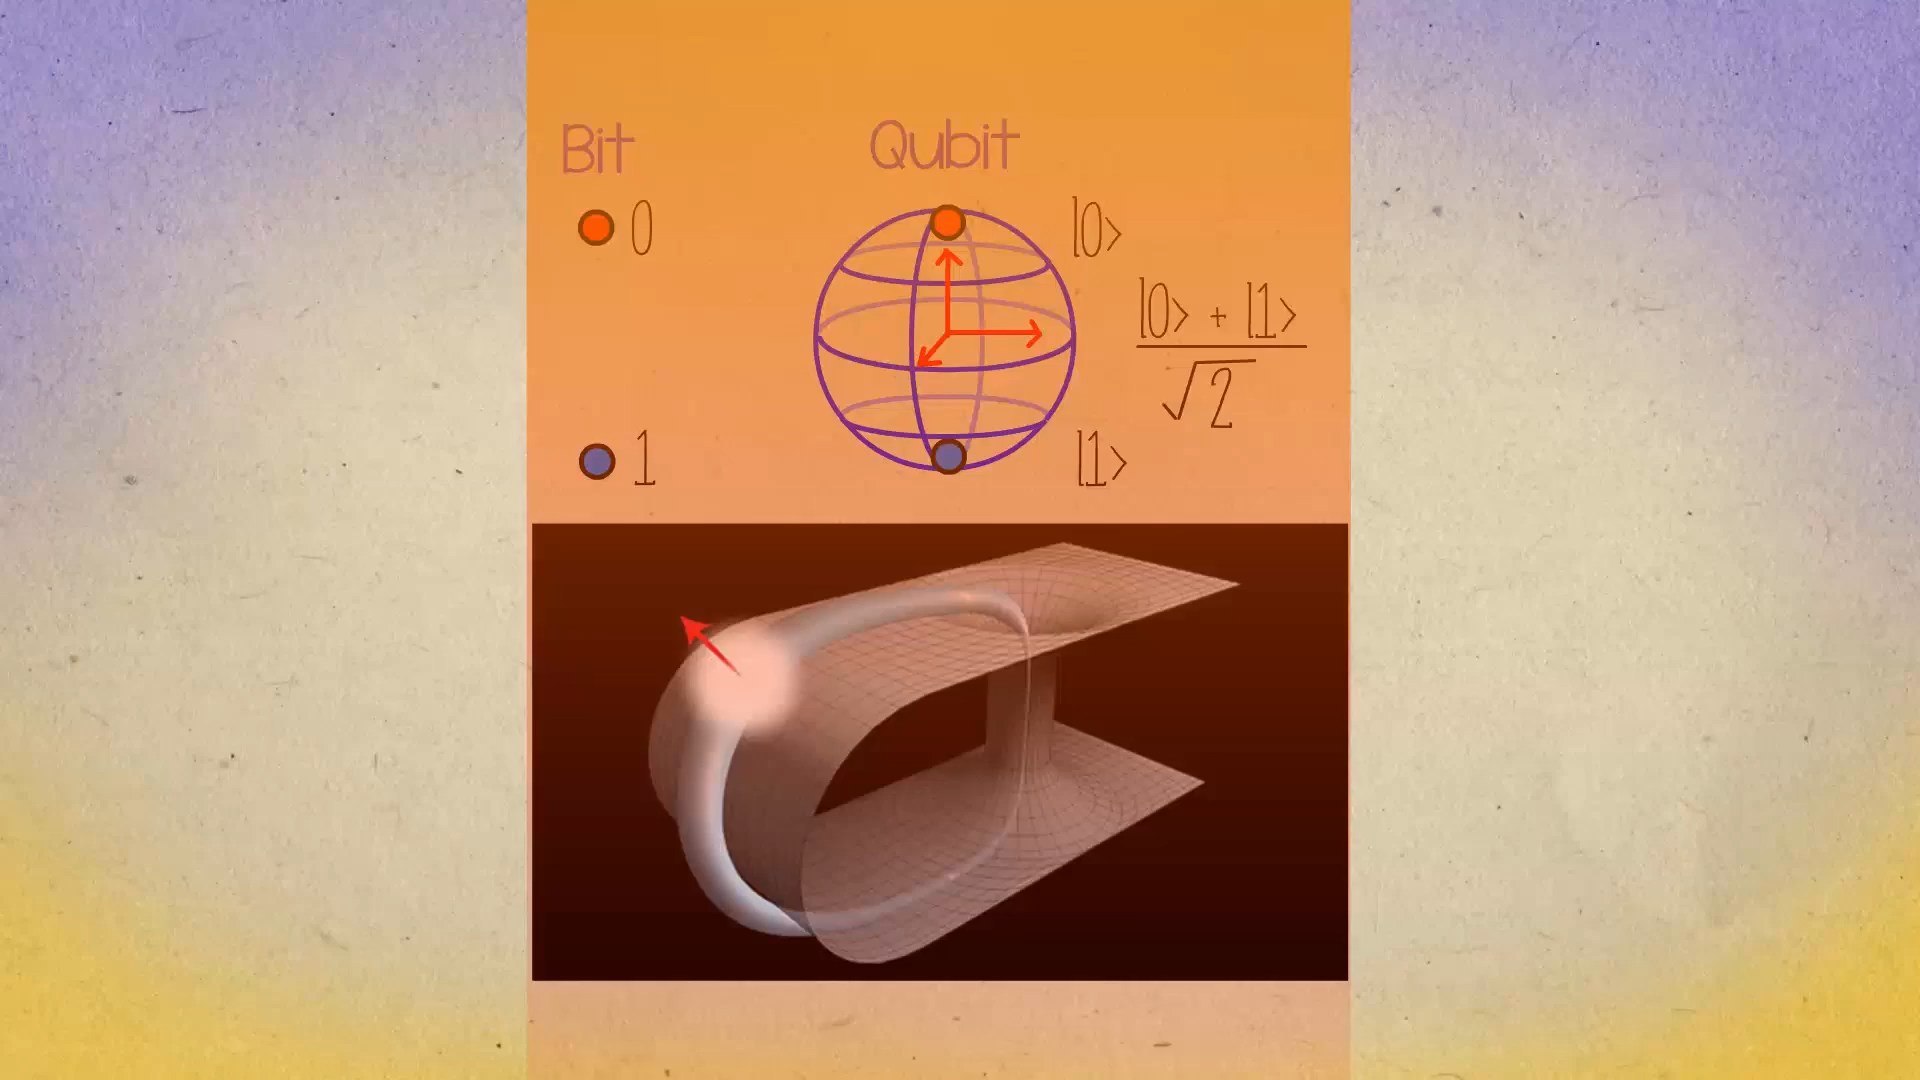 Bit
Qubit
0
|0>
|0> + |1>
√2
1
|1>